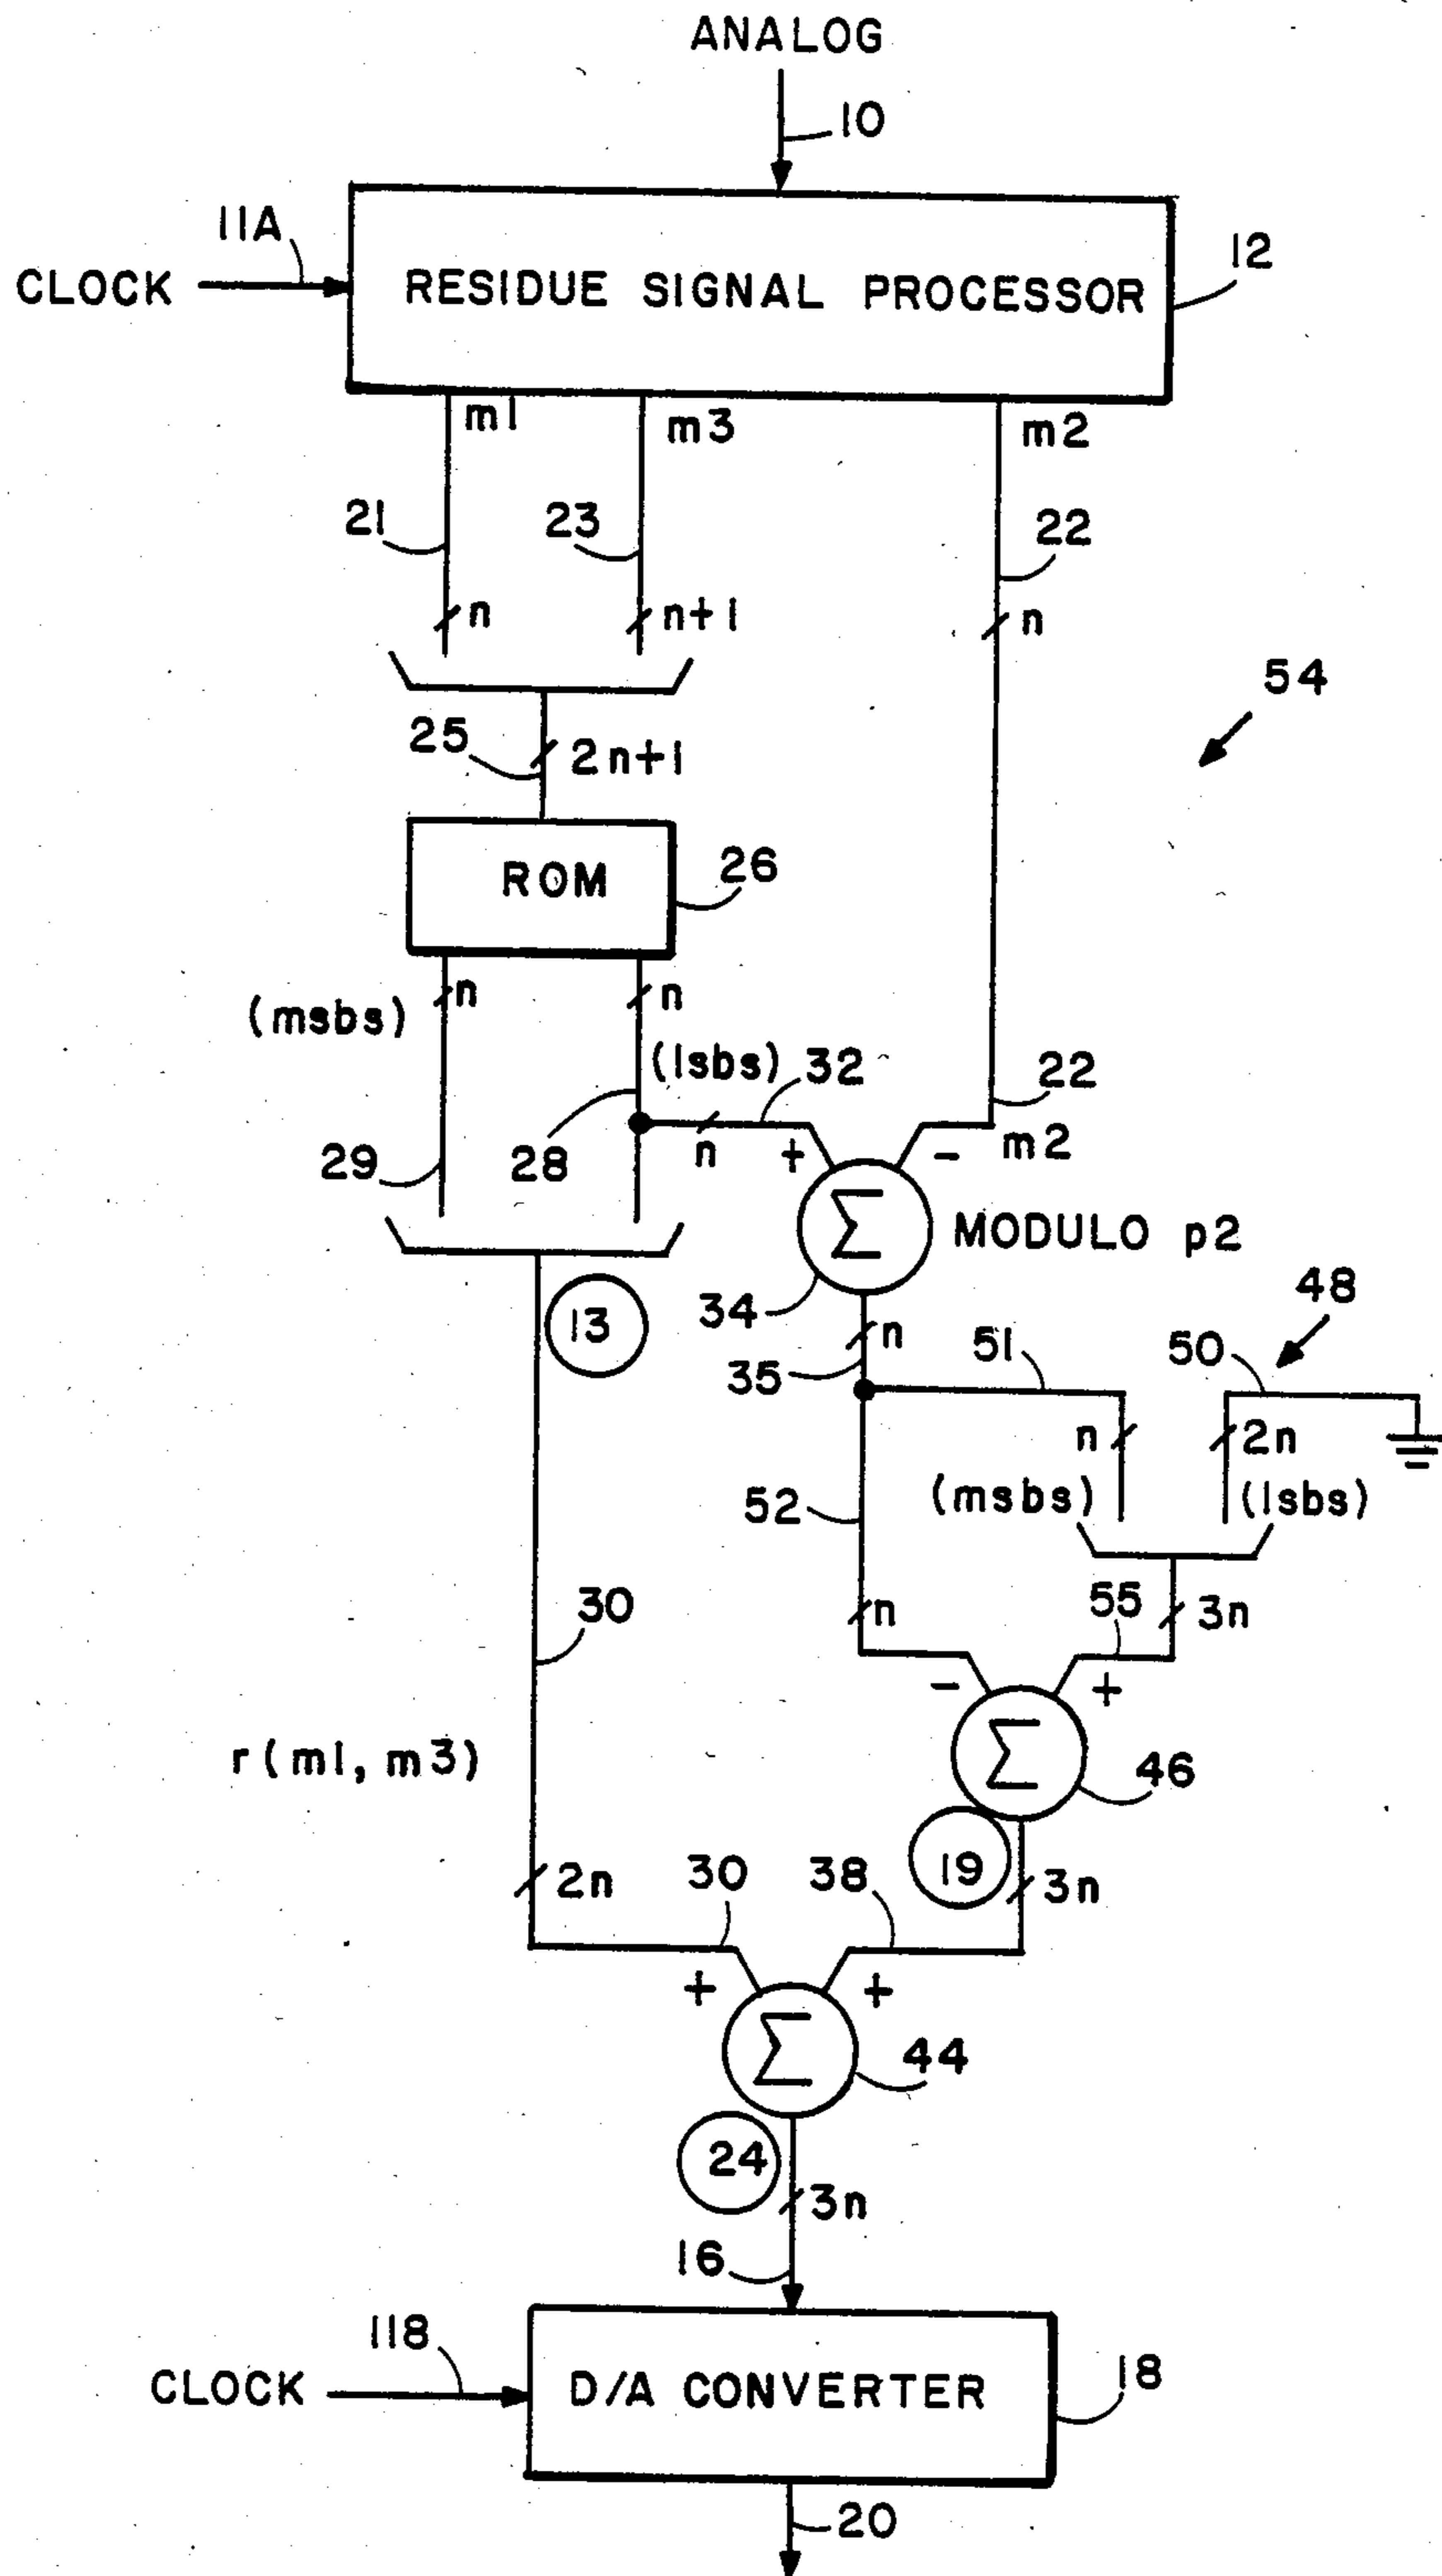 ANALOG
10
11A
CLOCK
RESIDUE SIGNAL PROCESSOR
12
m1
m3
m2
21
23
22
n
n+1
n
54
25
2n+1
ROM
26
(msbs)
n
n
(lsbs)
32
22
29
28
n
+
-
m2
Σ
MODULO p2
13
34
n
48
35
51
50
n
2n
52
(msbs)
(lsbs)
30
n
55
3n
-
+
r(m1, m3)
Σ
46
19
2n
30
38
3n
+
+
Σ
44
24
3n
16
118
CLOCK
D/A CONVERTER
18
20